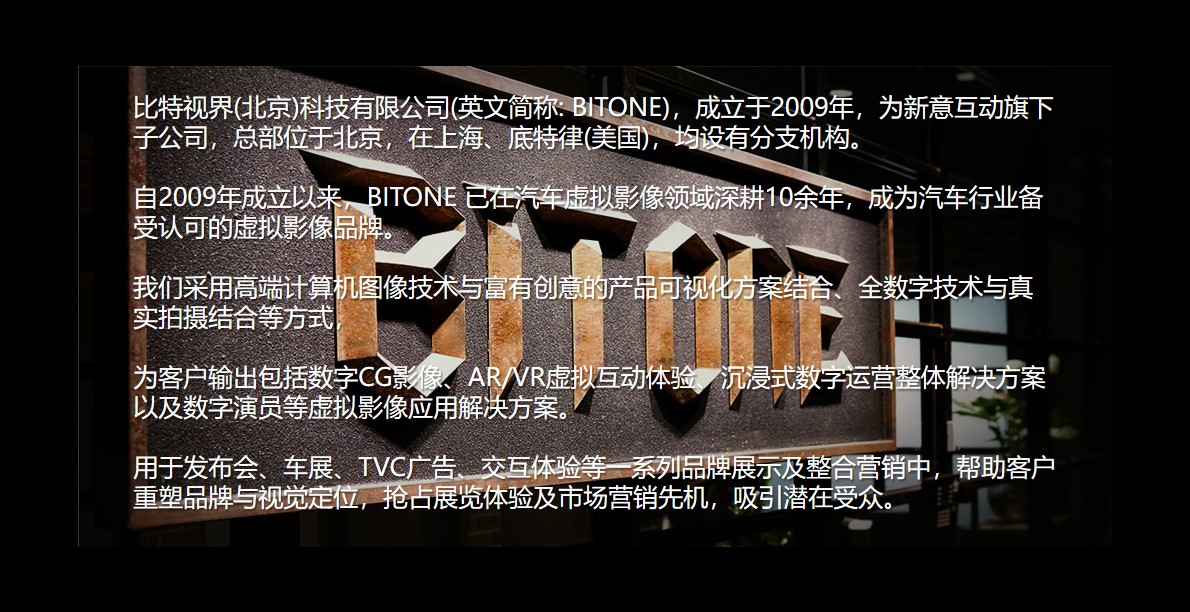 比特视界(北京)科技有限公司(英文简称: BITONE)，成立于2009年，为新意互动旗下
子公司，总部位于北京，在上海、底特律(美国)，均设有分支机构。
自2009年成立以来，BITONE 已在汽车虚拟影像领域深耕10余年，成为汽车行业备
受认可的虚拟影像品牌。
我们采用高端计算机图像技术与富有创意的产品可视化方案结合、全数字技术与真
实拍摄结合等方式，
为客户输出包括数字CG影像、AR/VR虚拟互动体验、沉浸式数字运营整体解决方案
以及数字演员等虚拟影像应用解决方案。
用于发布会、车展、TVC广告、交互体验等一系列品牌展示及整合营销中，帮助客户
重塑品牌与视觉定位，抢占展览体验及市场营销先机，吸引潜在受众。
BITONE